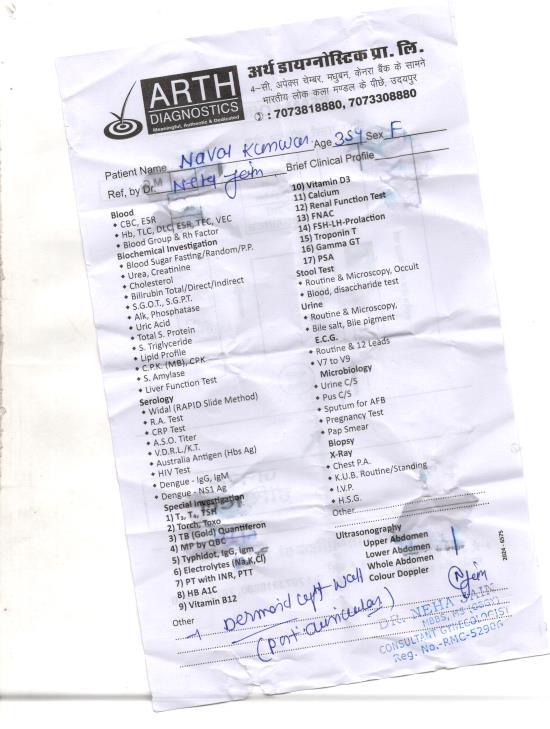 ARTH
DIAGNOSTICS
Meaningful, Authentic & Dedicated
अर्थ डायग्नोस्टिक प्रा. लि.
4-सी, अपेक्स चेम्बर, मधुबन, केनरा बैंक के सामने
भारतीय लोक कला मण्डल के पीछे, उदयपुर
: 7073818880, 7073308880
Patient Name Naval Kunwar Age 35y Sex F
Ref, by Dr. Neha Jain Brief Clinical Profile
Blood
• CBC, ESR
• Hb, TLC, DLC, ESR, TEC, VEC
• Blood Group & Rh Factor
Biochemical Investigation
• Blood Sugar Fasting/Random/P.P.
• Urea, Creatinine
• Cholesterol
• Bilirubin Total/Direct/Indirect
• S.G.O.T., S.G.P.T.
• Alk, Phosphatase
• Uric Acid
• Total S. Protein
• S. Triglyceride
• Lipid Profile
• C.P.K. (MB), CPK
• S. Amylase
• Liver Function Test
Serology
• Widal (RAPID Slide Method)
• R.A. Test
• CRP Test
• A.S.O. Titer
• V.D.R.L./K.T.
• Australia Antigen (Hbs Ag)
• HIV Test
• Dengue - IgG, IgM
• Dengue - NS1 Ag
Special Investigation
1) T₃, T₄, TSH
2) Torch, Toxo
3) TB (Gold) Quantiferon
4) MP by QBC
5) Typhidot, IgG, Igm
6) Electrolytes (Na,K,Cl)
7) PT with INR, PTT
8) HB A1C
9) Vitamin B12
10) Vitamin D3
11) Calcium
12) Renal Function Test
13) FNAC
14) FSH-LH-Prolaction
15) Troponin T
16) Gamma GT
17) PSA
Stool Test
• Routine & Microscopy, Occult
• Blood, disaccharide test
Urine
• Routine & Microscopy,
• Bile salt, Bile pigment
E.C.G.
• Routine & 12 Leads
• V7 to V9
Microbiology
• Urine C/S
• Pus C/S
• Sputum for AFB
• Pregnancy Test
• Pap Smear
Biopsy
X-Ray
• Chest P.A.
• K.U.B. Routine/Standing
• I.V.P.
• H.S.G.
Other
Ultrasonography
Upper Abdomen
Lower Abdomen
Whole Abdomen
Colour Doppler
2024 - 6575
Other
Dermoid cyst wall
NJain
DR. NEHA JAIN
CONSULTANT GYNECOLOGIST
Reg. No.-RMC-52906